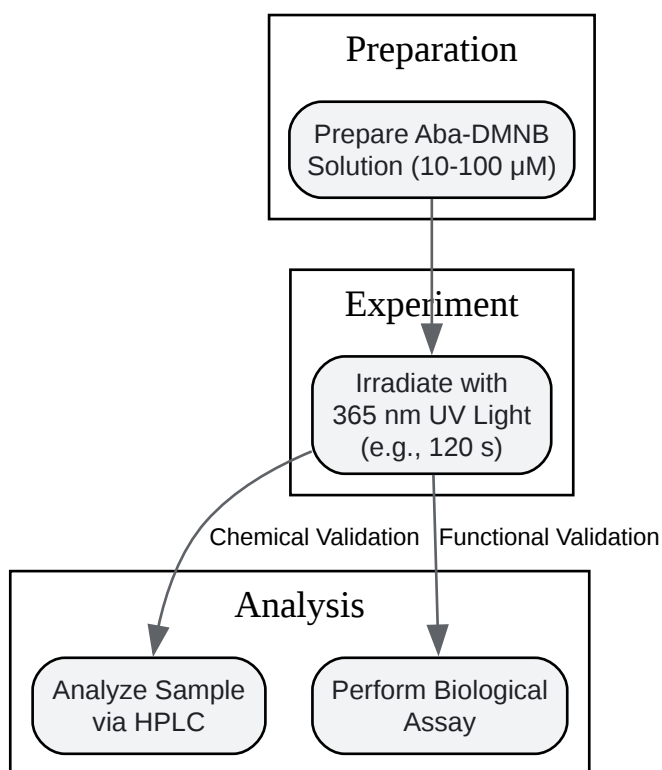 Preparation
Prepare Aba-DMNB
Solution (10-100 µM)
Experiment
Irradiate with
365 nm UV Light
(e.g., 120 s)
Chemical Validation
Functional Validation
Analysis
Analyze Sample
via HPLC
Perform Biological
Assay